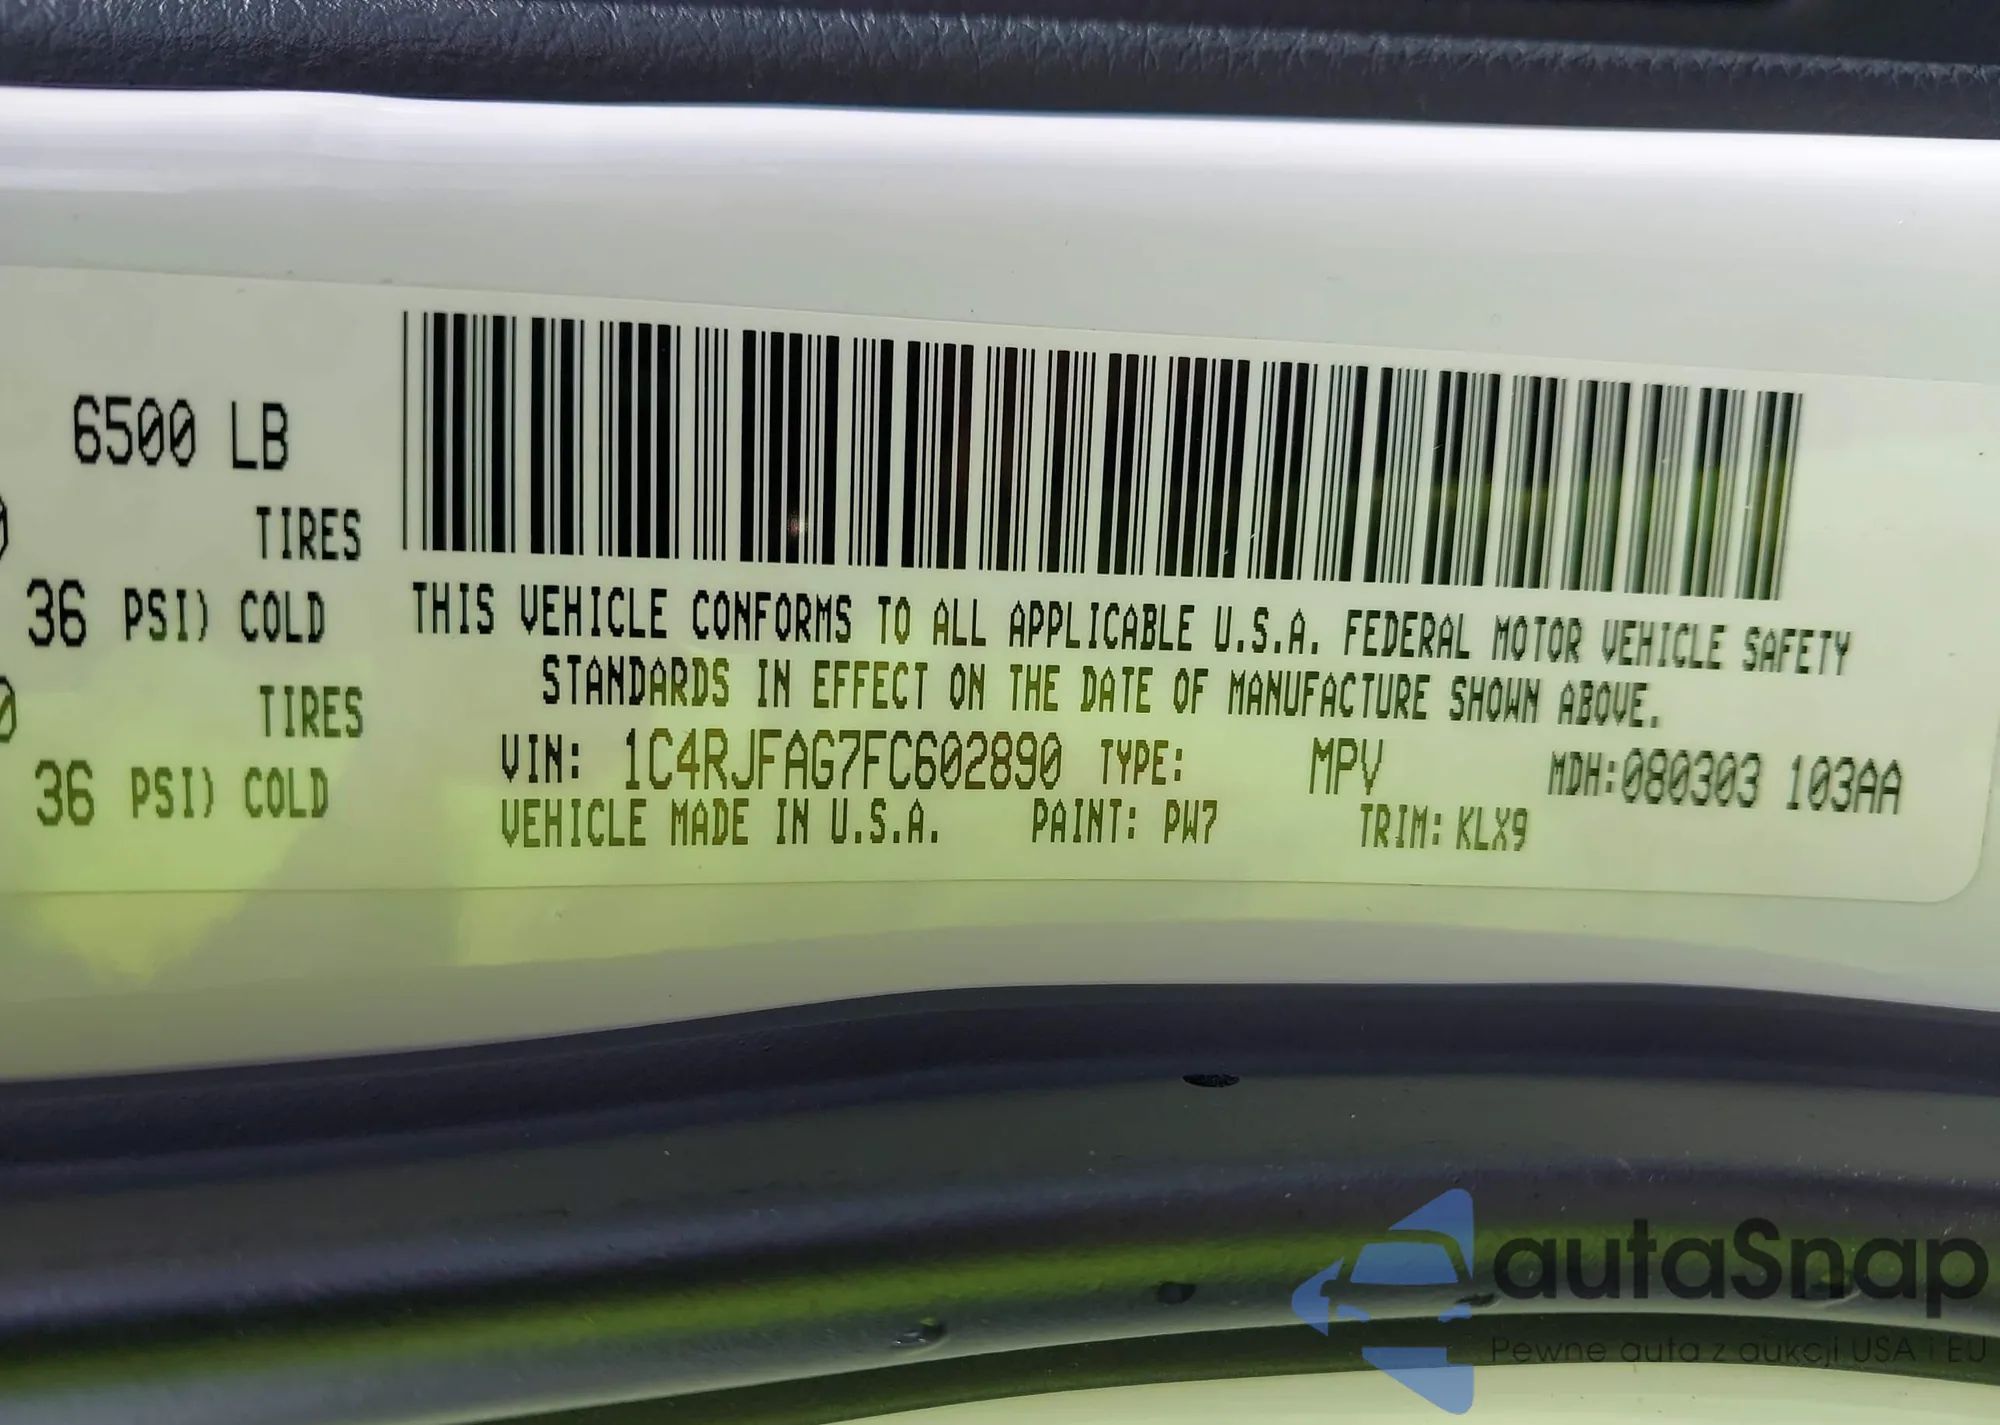 6500 LB
TIRES
36 PSI) COLD
TIRES
36 PSI) COLD
THIS VEHICLE CONFORMS TO ALL APPLICABLE U.S.A. FEDERAL MOTOR VEHICLE SAFETY
STANDARDS IN EFFECT ON THE DATE OF MANUFACTURE SHOWN ABOVE.
VIN: 1C4RJFAG7FC602890 TYPE: MPV MDH:080303 103AA
VEHICLE MADE IN U.S.A. PAINT: PW7 TRIM: KLX9
autaSnap
Pewne auta z aukcji USA i EU